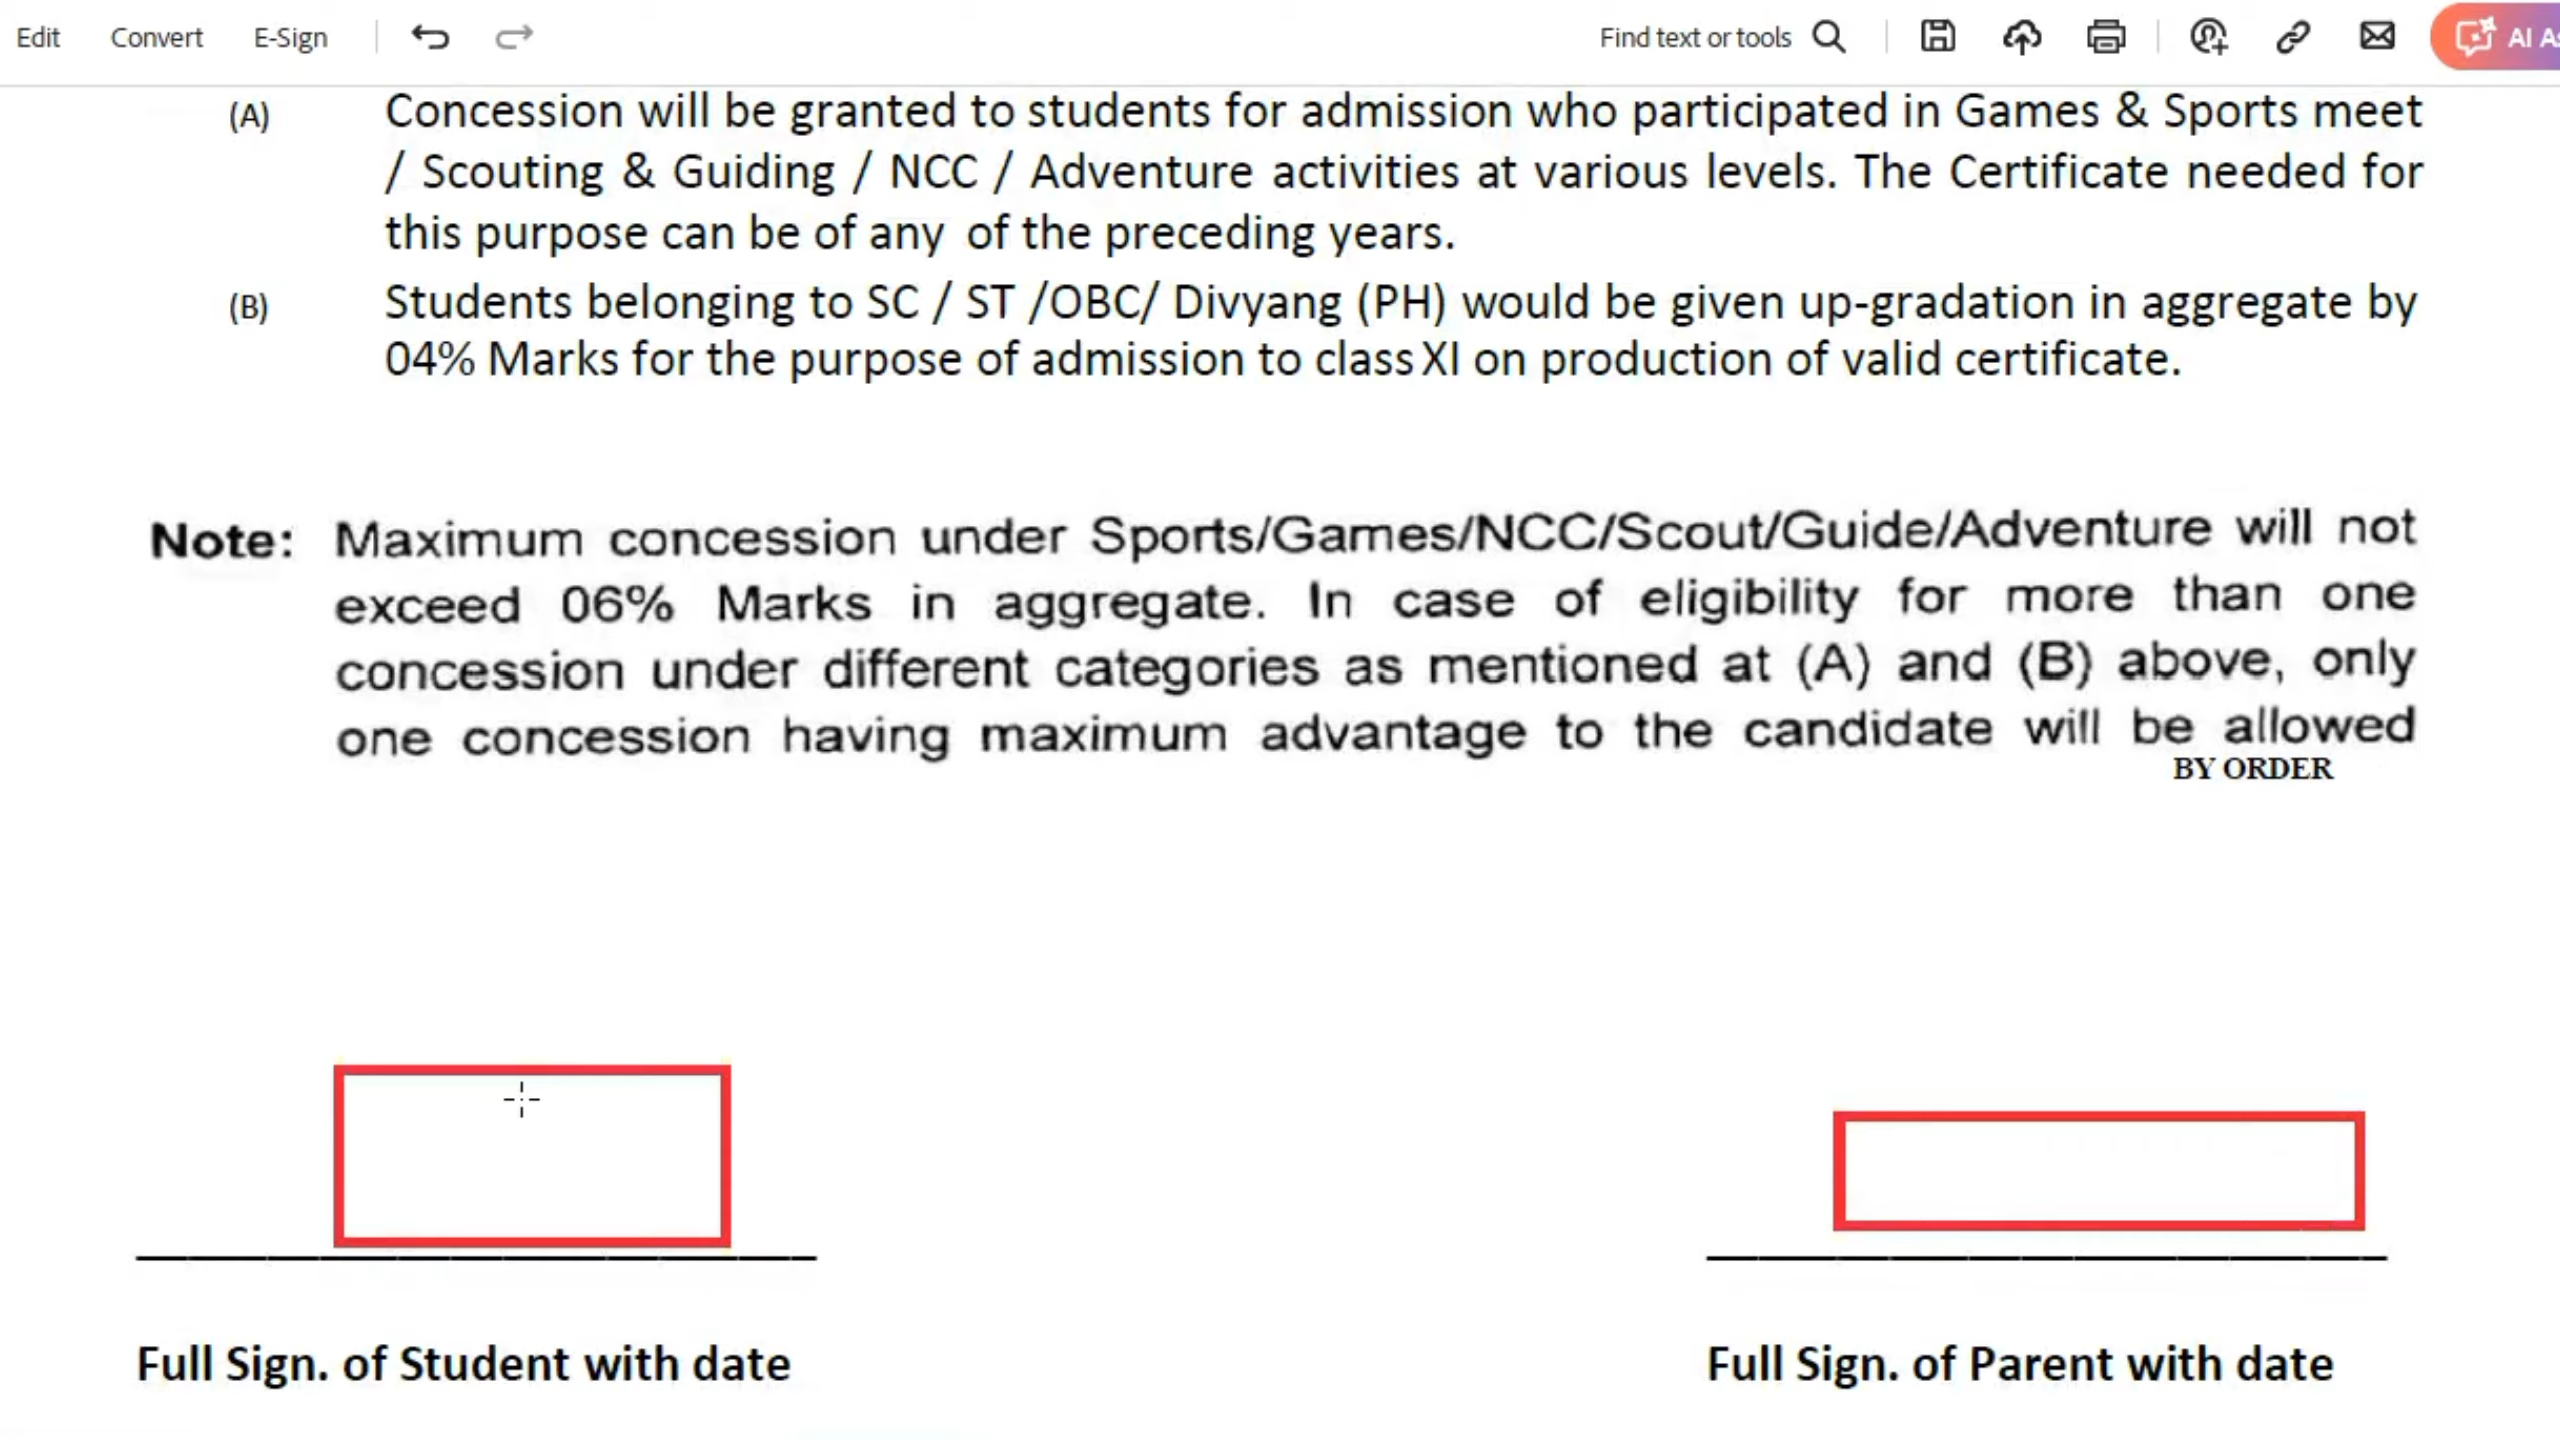 Edit Convert E-Sign Find text or tools AI
(A) Concession will be granted to students for admission who participated in Games & Sports meet
/ Scouting & Guiding / NCC / Adventure activities at various levels. The Certificate needed for
this purpose can be of any of the preceding years.
(B) Students belonging to SC / ST /OBC/ Divyang (PH) would be given up-gradation in aggregate by
04% Marks for the purpose of admission to class XI on production of valid certificate.
Note: Maximum concession under Sports/Games/NCC/Scout/Guide/Adventure will not
exceed 06% Marks in aggregate. In case of eligibility for more than one
concession under different categories as mentioned at (A) and (B) above, only
one concession having maximum advantage to the candidate will be allowed
BY ORDER
Full Sign. of Student with date Full Sign. of Parent with date